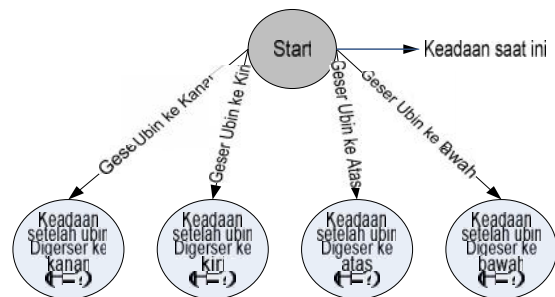 Start
Keadaan saat ini
Geser Ubin ke Kanan
Geser Ubin ke Kiri
Geser Ubin ke Atas
Geser Ubin ke Bawah
Keadaan
setelah ubin
Digerser ke
kanan
(H=?)
Keadaan
setelah ubin
Digerser ke
kiri
(H=?)
Keadaan
setelah ubin
Digeser ke
atas
(H=?)
Keadaan
setelah ubin
Digeser ke
bawah
(H=?)